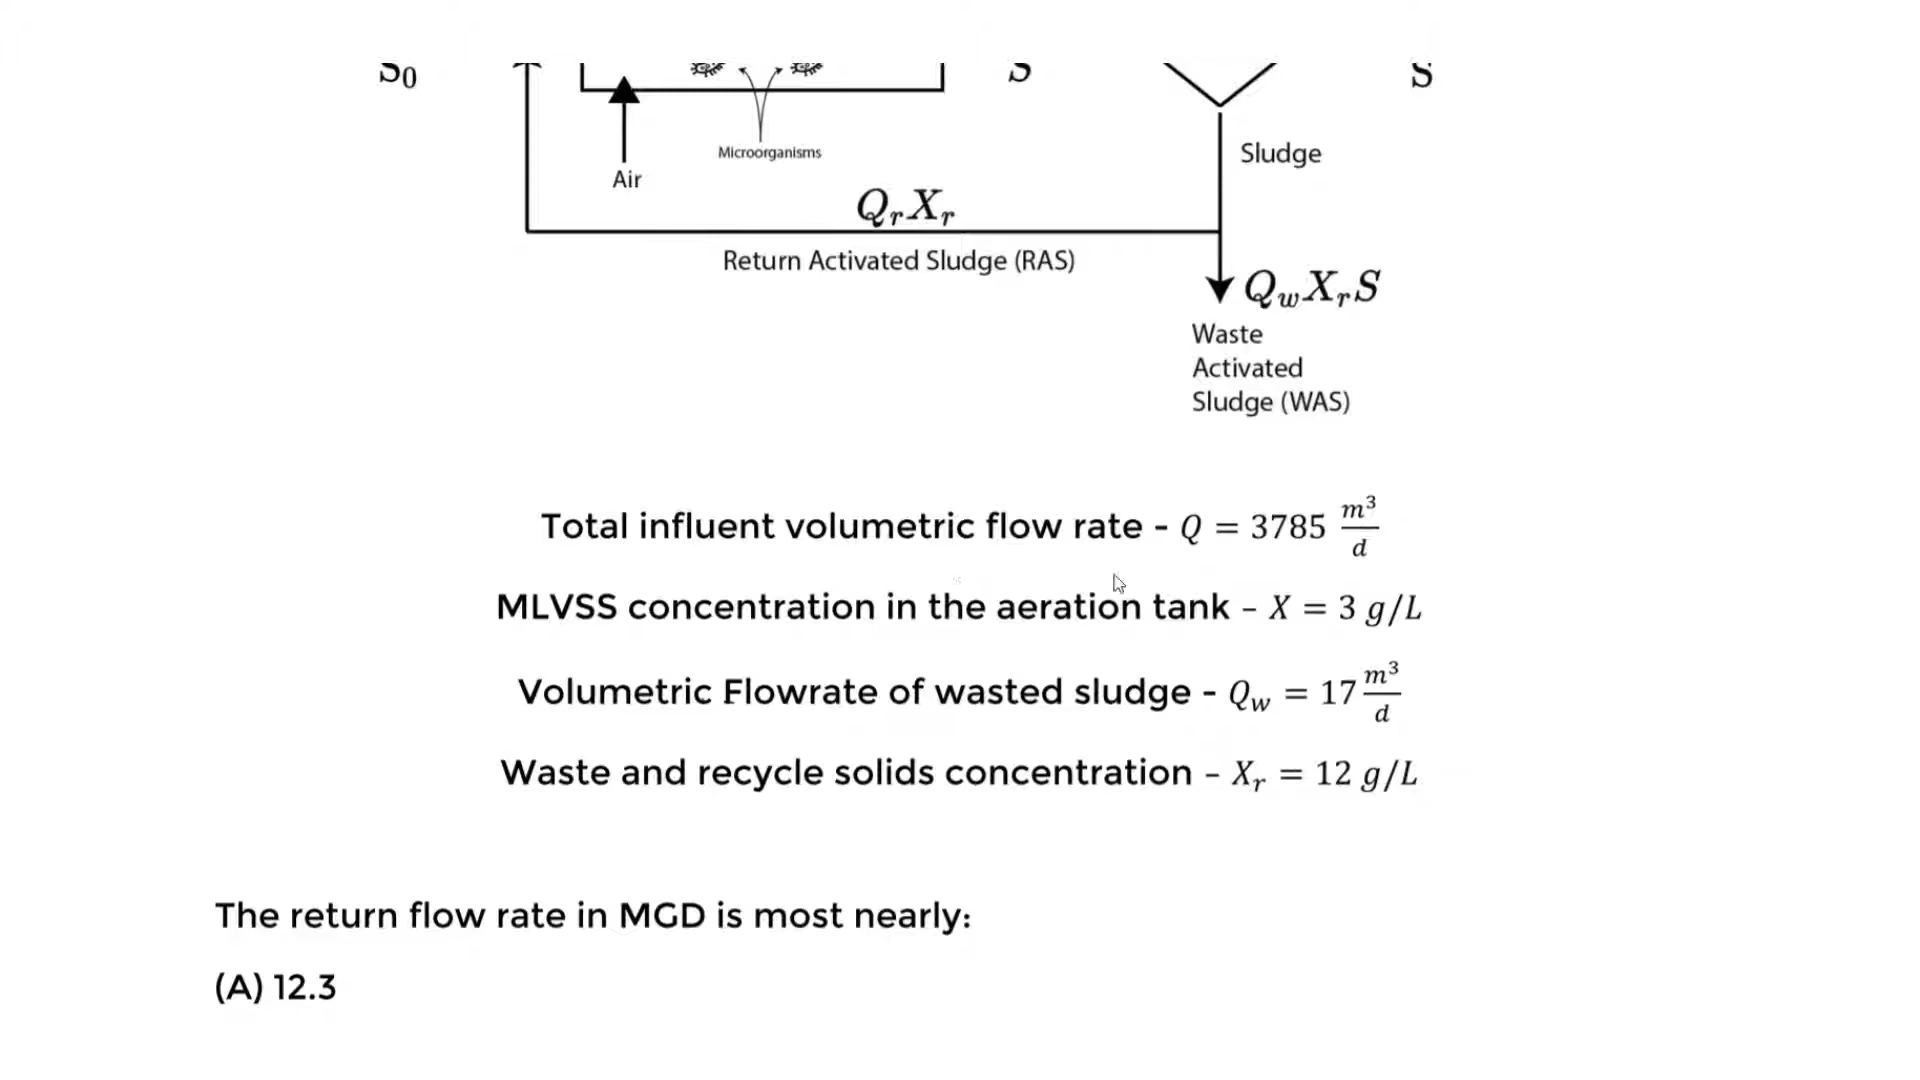 S₀ S S
Microorganisms
Air
Sludge
QᵣXᵣ
Return Activated Sludge (RAS)
Q_wXᵣS
Waste
Activated
Sludge (WAS)
Total influent volumetric flow rate - Q = 3785 m³/d
MLVSS concentration in the aeration tank – X = 3 g/L
Volumetric Flowrate of wasted sludge - Q_w = 17 m³/d
Waste and recycle solids concentration – Xᵣ = 12 g/L
The return flow rate in MGD is most nearly:
(A) 12.3